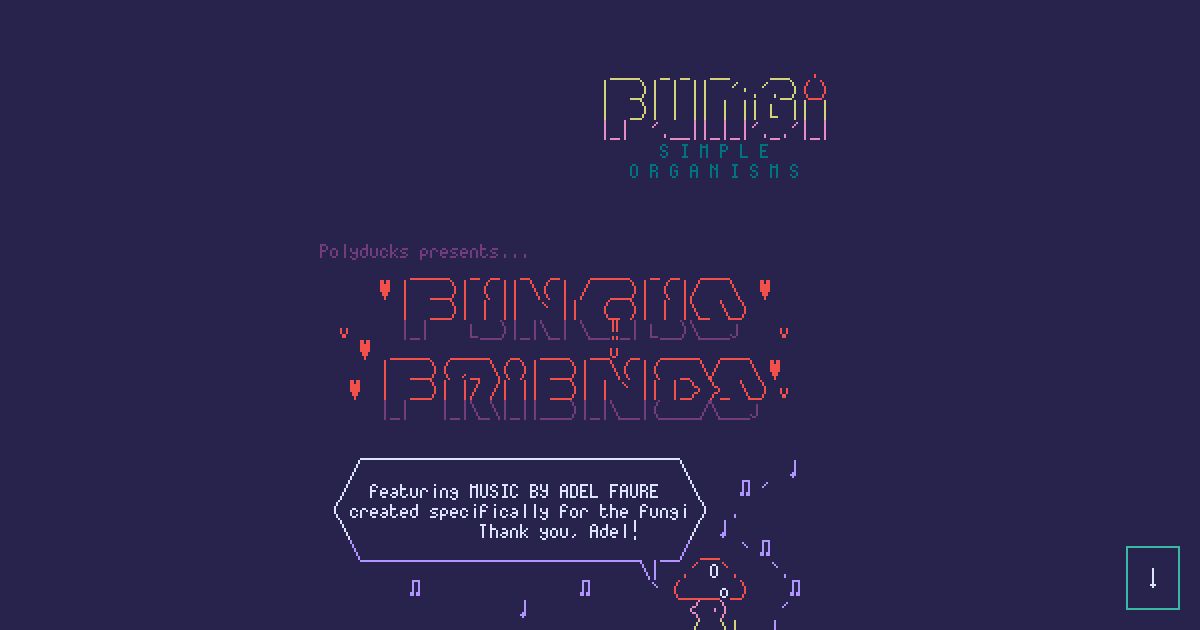 FUNGi
SIMPLE
ORGANISMS
Polyducks presents...
FUNGUS
FRIENDS
featuring MUSIC BY ADEL FAURE
created specifically for the fungi
Thank you, Adel!